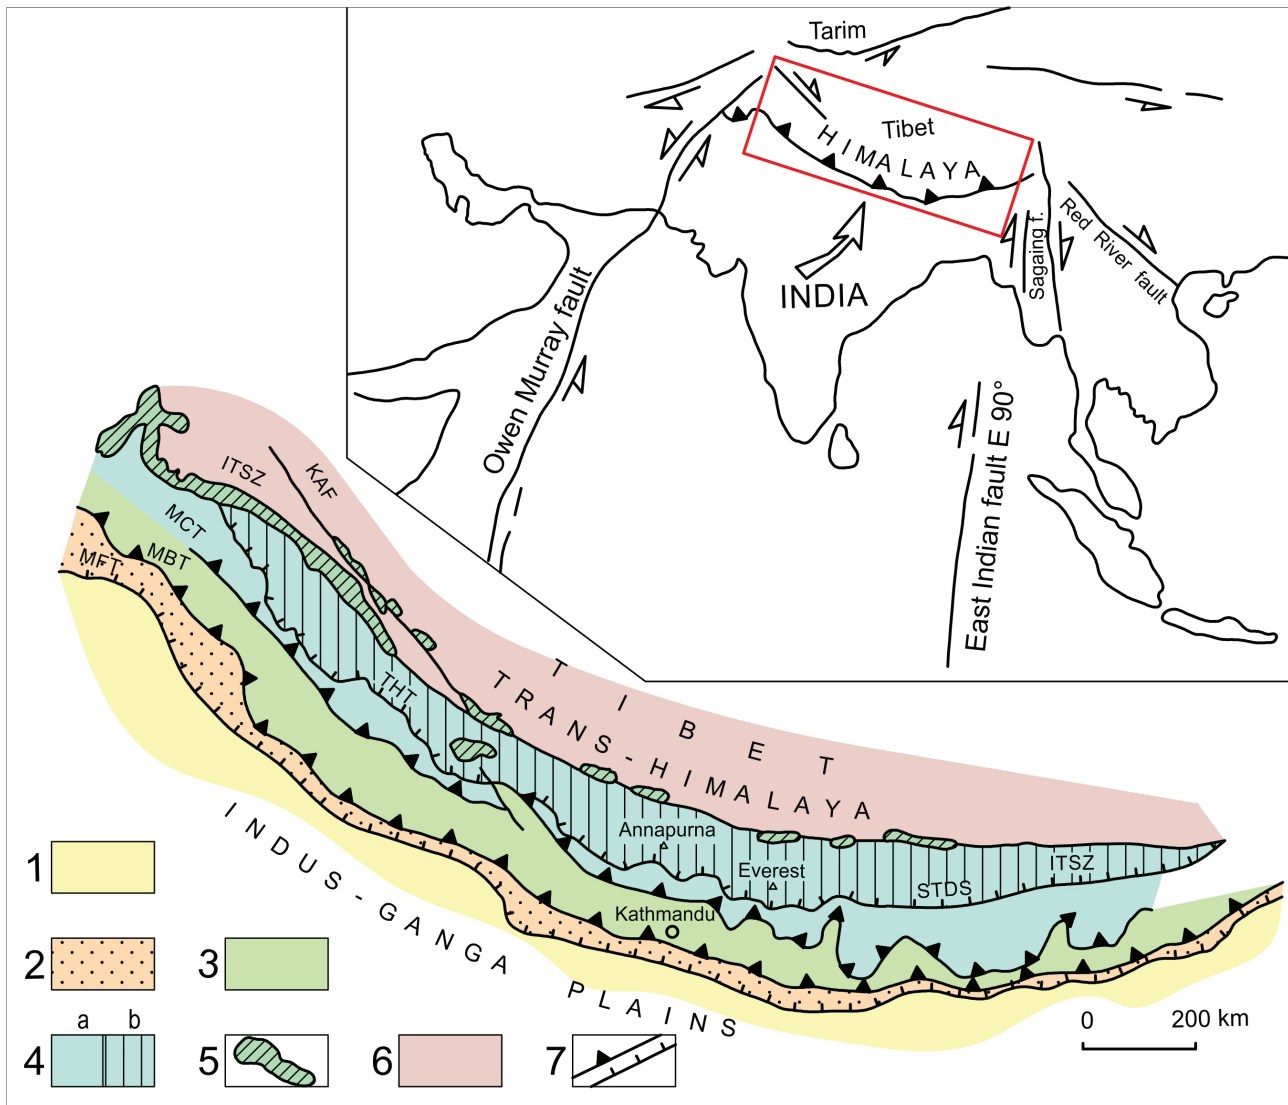 Tarim
Tibet
HIMALAYA
INDIA
Sagaing f.
Red River fault
Owen Murray fault
East Indian fault E 90°
ITSZ
KAF
MCT
MBT
MFT
THT
TIBET
TRANS-HIMALAYA
Annapurna
Everest
STDS
ITSZ
Kathmandu
INDUS-GANGA PLAINS
0 200 km
1
2
3
a b
4
5
6
7